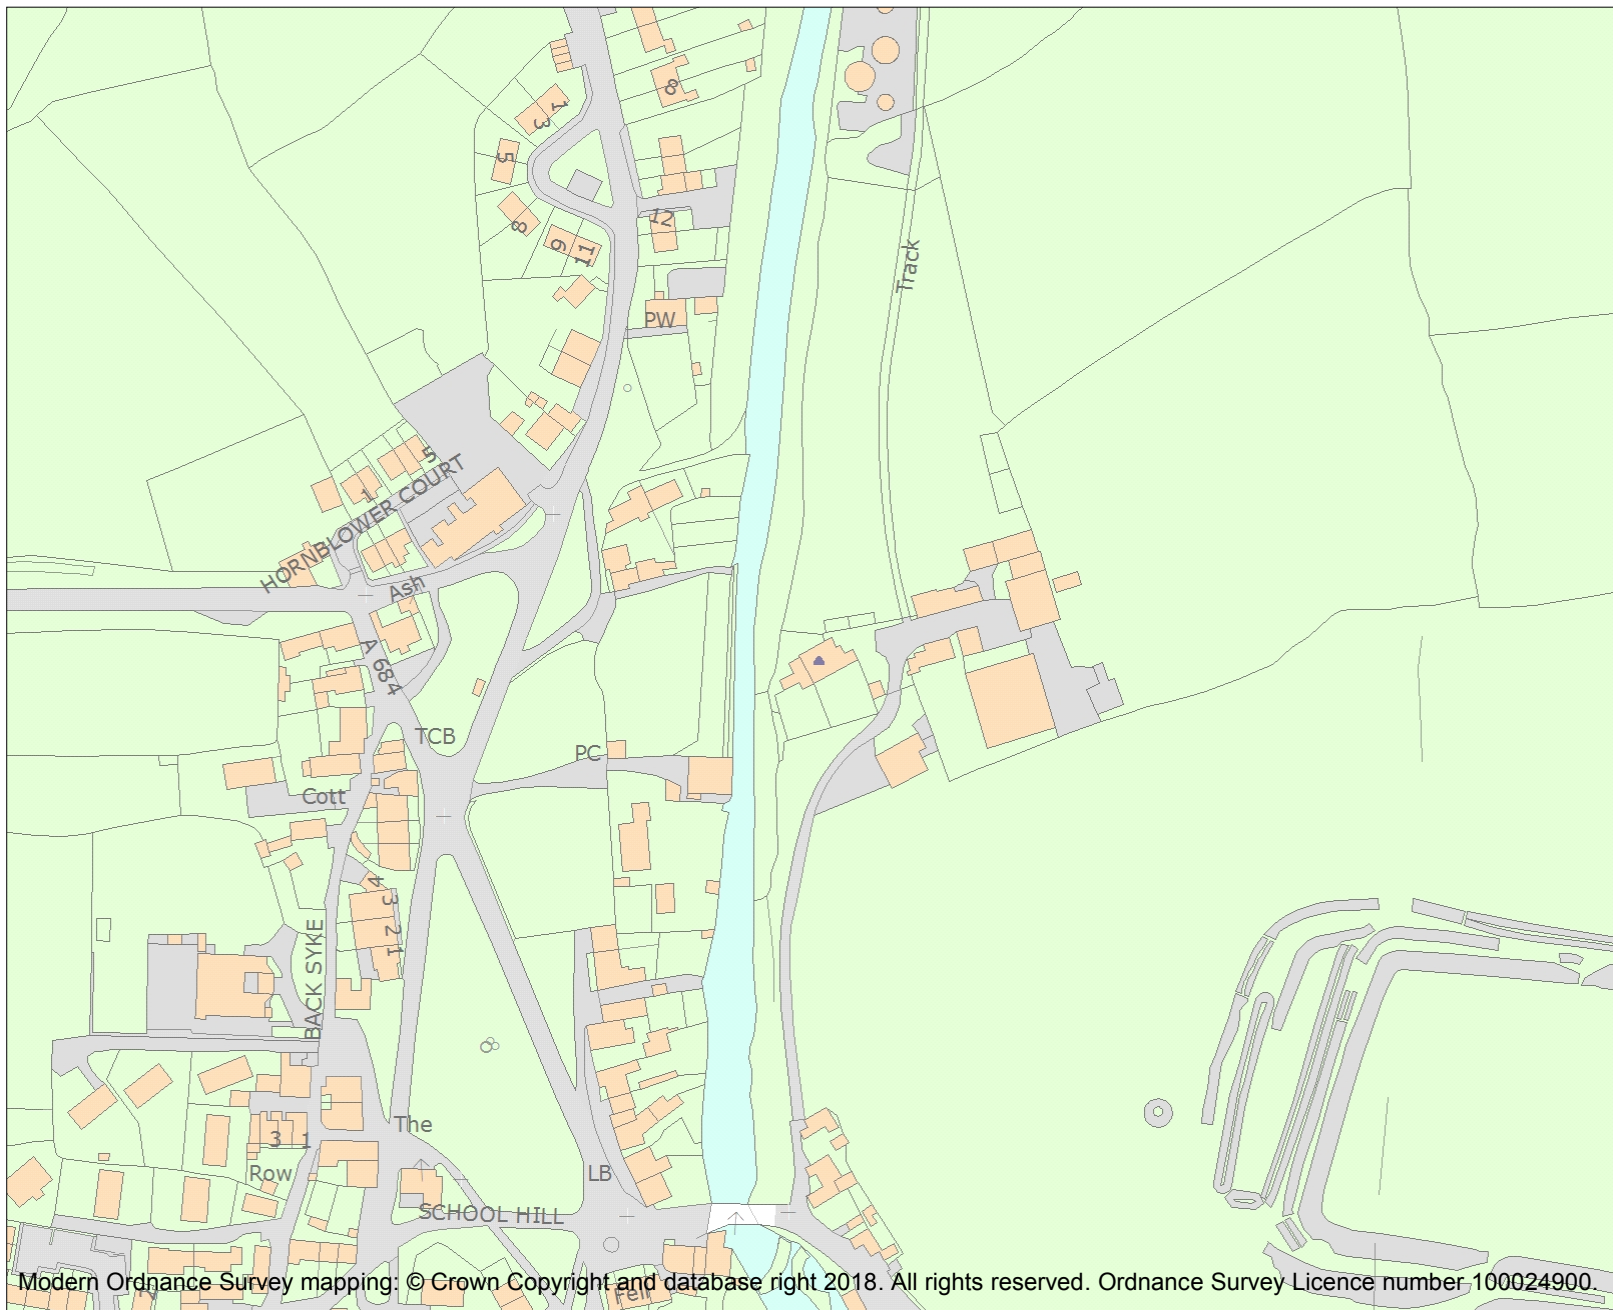 8
1
3
5
8
9
11
12
Track
PW
5
1
HORNBLOWER COURT
Ash
A 684
TCB
PC
Cott
4
3
2
1
BACK SYKE
The
3
1
Row
LB
SCHOOL HILL
Fell
2
Modern Ordnance Survey mapping: © Crown Copyright and database right 2018. All rights reserved. Ordnance Survey Licence number 100024900.